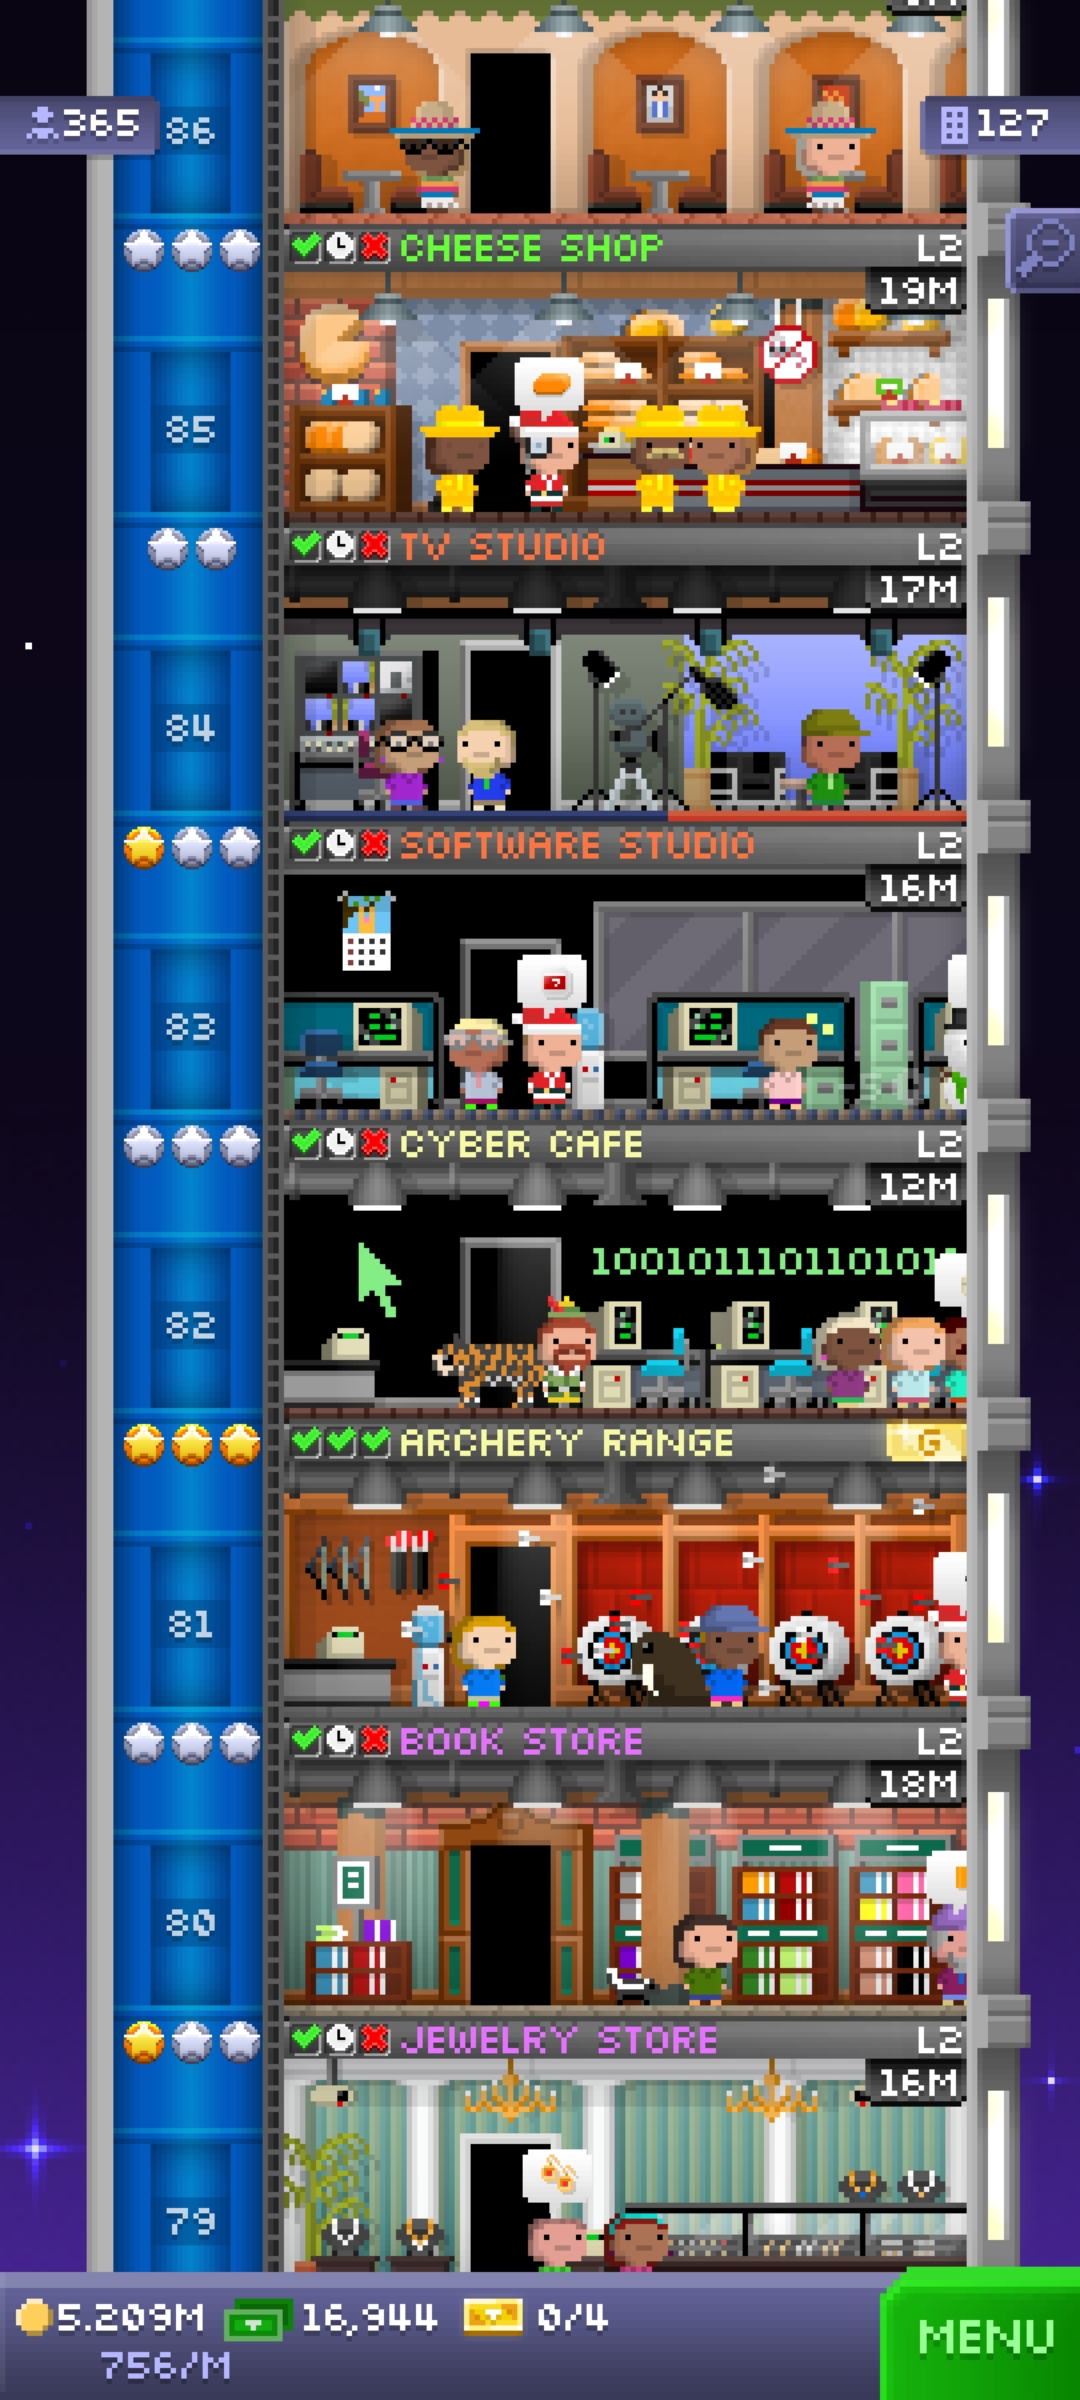 365
127
86
CHEESE SHOP L2
19M
85
TV STUDIO L2
17M
84
SOFTWARE STUDIO L2
16M
83
?
CYBER CAFE L2
12M
1001011101101011
82
ARCHERY RANGE G
81
BOOK STORE L2
18M
8
80
JEWELRY STORE L2
16M
79
5.209M 16,944 0/4
756/M
MENU